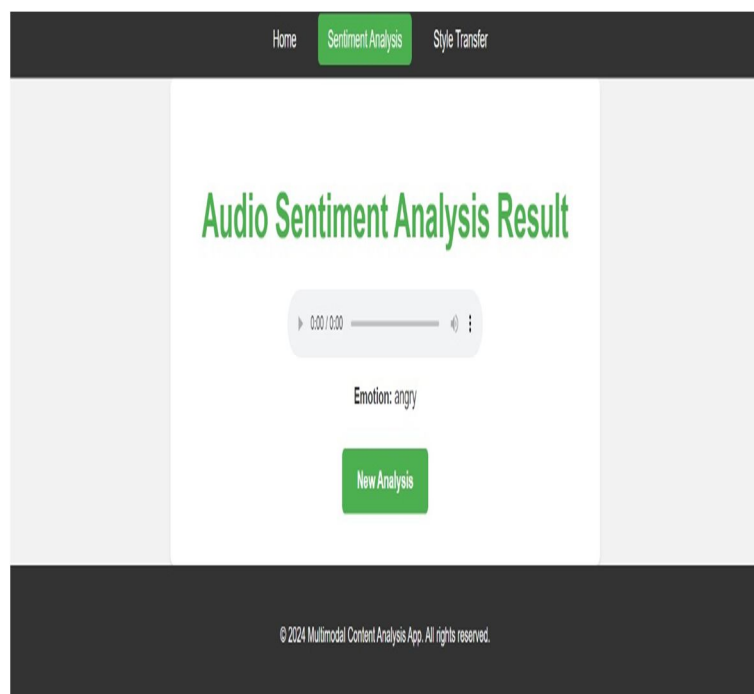 Home Sentiment Analysis Style Transfer
Audio Sentiment Analysis Result
0:00 / 0:00
Emotion: angry
New Analysis
© 2024 Multimodal Content Analysis App. All rights reserved.